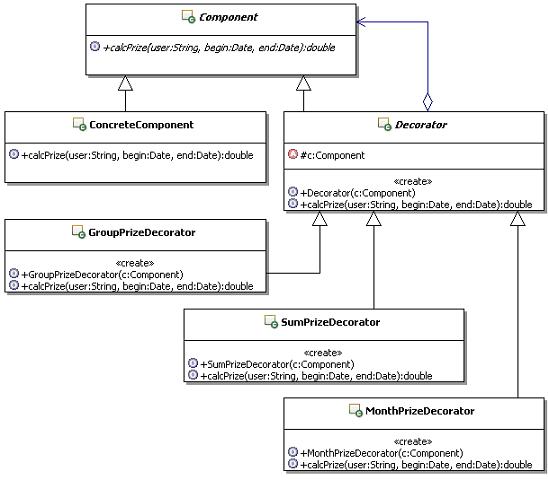 Component
+calcPrize(user:String, begin:Date, end:Date):double
ConcreteComponent
+calcPrize(user:String, begin:Date, end:Date):double
Decorator
#c:Component
«create»
+Decorator(c:Component)
+calcPrize(user:String, begin:Date, end:Date):double
GroupPrizeDecorator
«create»
+GroupPrizeDecorator(c:Component)
+calcPrize(user:String, begin:Date, end:Date):double
SumPrizeDecorator
«create»
+SumPrizeDecorator(c:Component)
+calcPrize(user:String, begin:Date, end:Date):double
MonthPrizeDecorator
«create»
+MonthPrizeDecorator(c:Component)
+calcPrize(user:String, begin:Date, end:Date):double